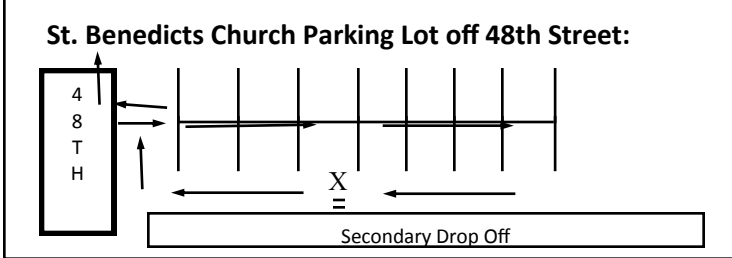 St. Benedicts Church Parking Lot off 48th Street:
4
8
T
H
X
=
Secondary Drop Off